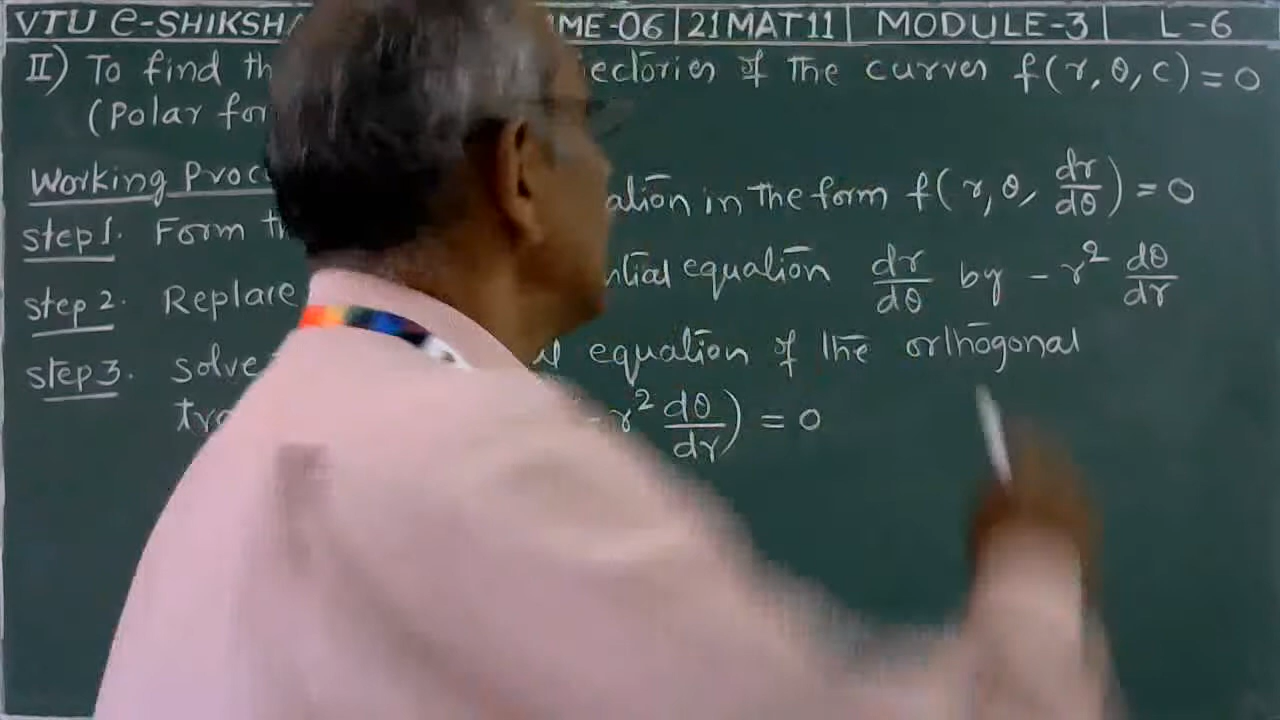 VTU e-SHIKSHA ME-06 | 21MAT11 | MODULE-3 | L-6
II) To find th ectories of the curves f(r, θ, c) = 0
(Polar for
Working Proc
step 1. Form th ation in the form f(r, θ, dr/dθ) = 0
step 2. Replace ntial equation dr/dθ by - r² dθ/dr
step 3. solve equation of the orthogonal
tra - r² dθ/dr) = 0